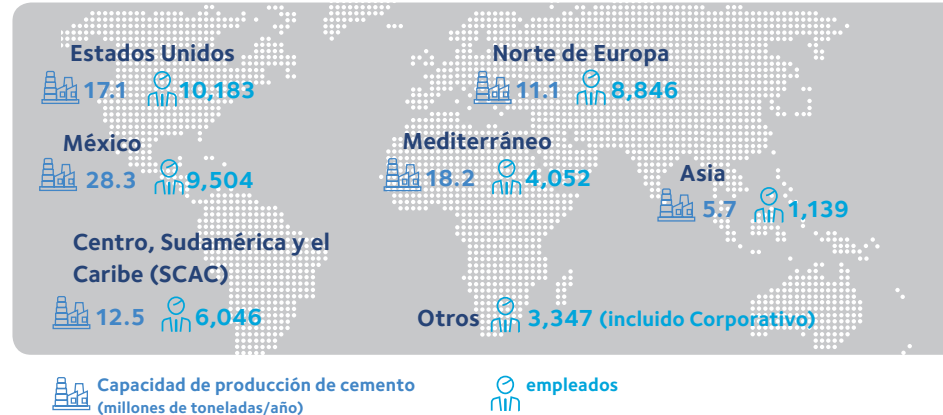 Estados Unidos
17.1 10,183
Norte de Europa
11.1 8,846
México
28.3 9,504
Mediterráneo
18.2 4,052
Asia
5.7 1,139
Centro, Sudamérica y el
Caribe (SCAC)
12.5 6,046
Otros 3,347 (incluido Corporativo)
Capacidad de producción de cemento
(millones de toneladas/año)
empleados